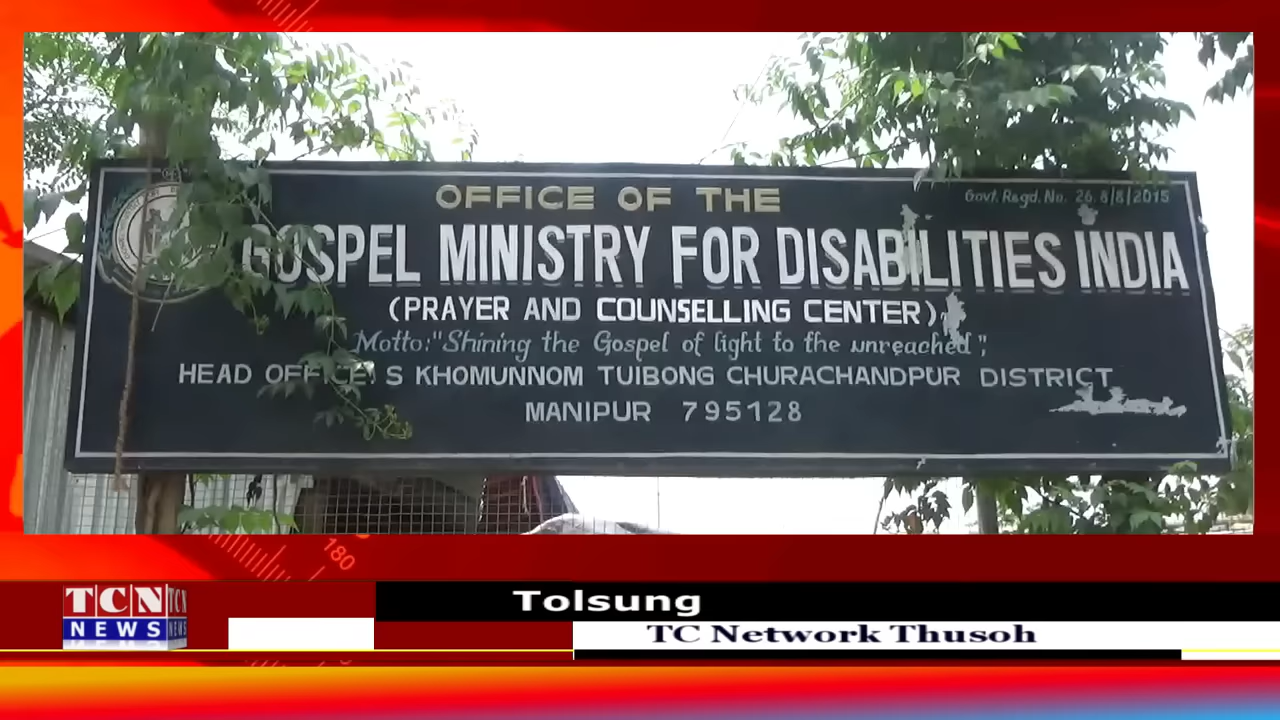 OFFICE OF THE
Govt. Regd. No. 26. 8/8/2015
GOSPEL MINISTRY FOR DISABILITIES INDIA
(PRAYER AND COUNSELLING CENTER)
Motto:"Shining the Gospel of light to the unreached",
HEAD OFFICE: S KHOMUNNOM TUIBONG CHURACHANDPUR DISTRICT
MANIPUR 795128
180
TCN
NEWS
Tolsung
TC Network Thusoh